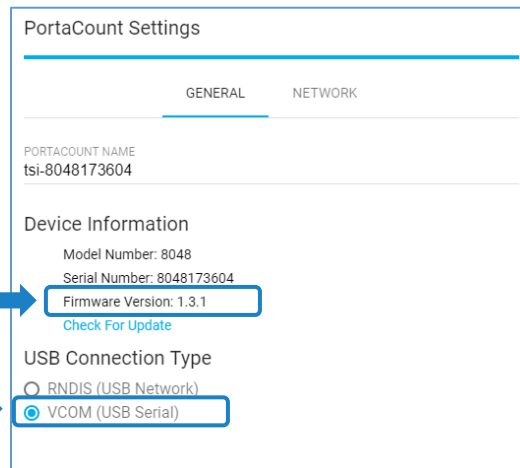 PortaCount Settings
GENERAL NETWORK
PORTACOUNT NAME
tsi-8048173604
Device Information
Model Number: 8048
Serial Number: 8048173604
Firmware Version: 1.3.1
Check For Update
USB Connection Type
RNDIS (USB Network)
VCOM (USB Serial)